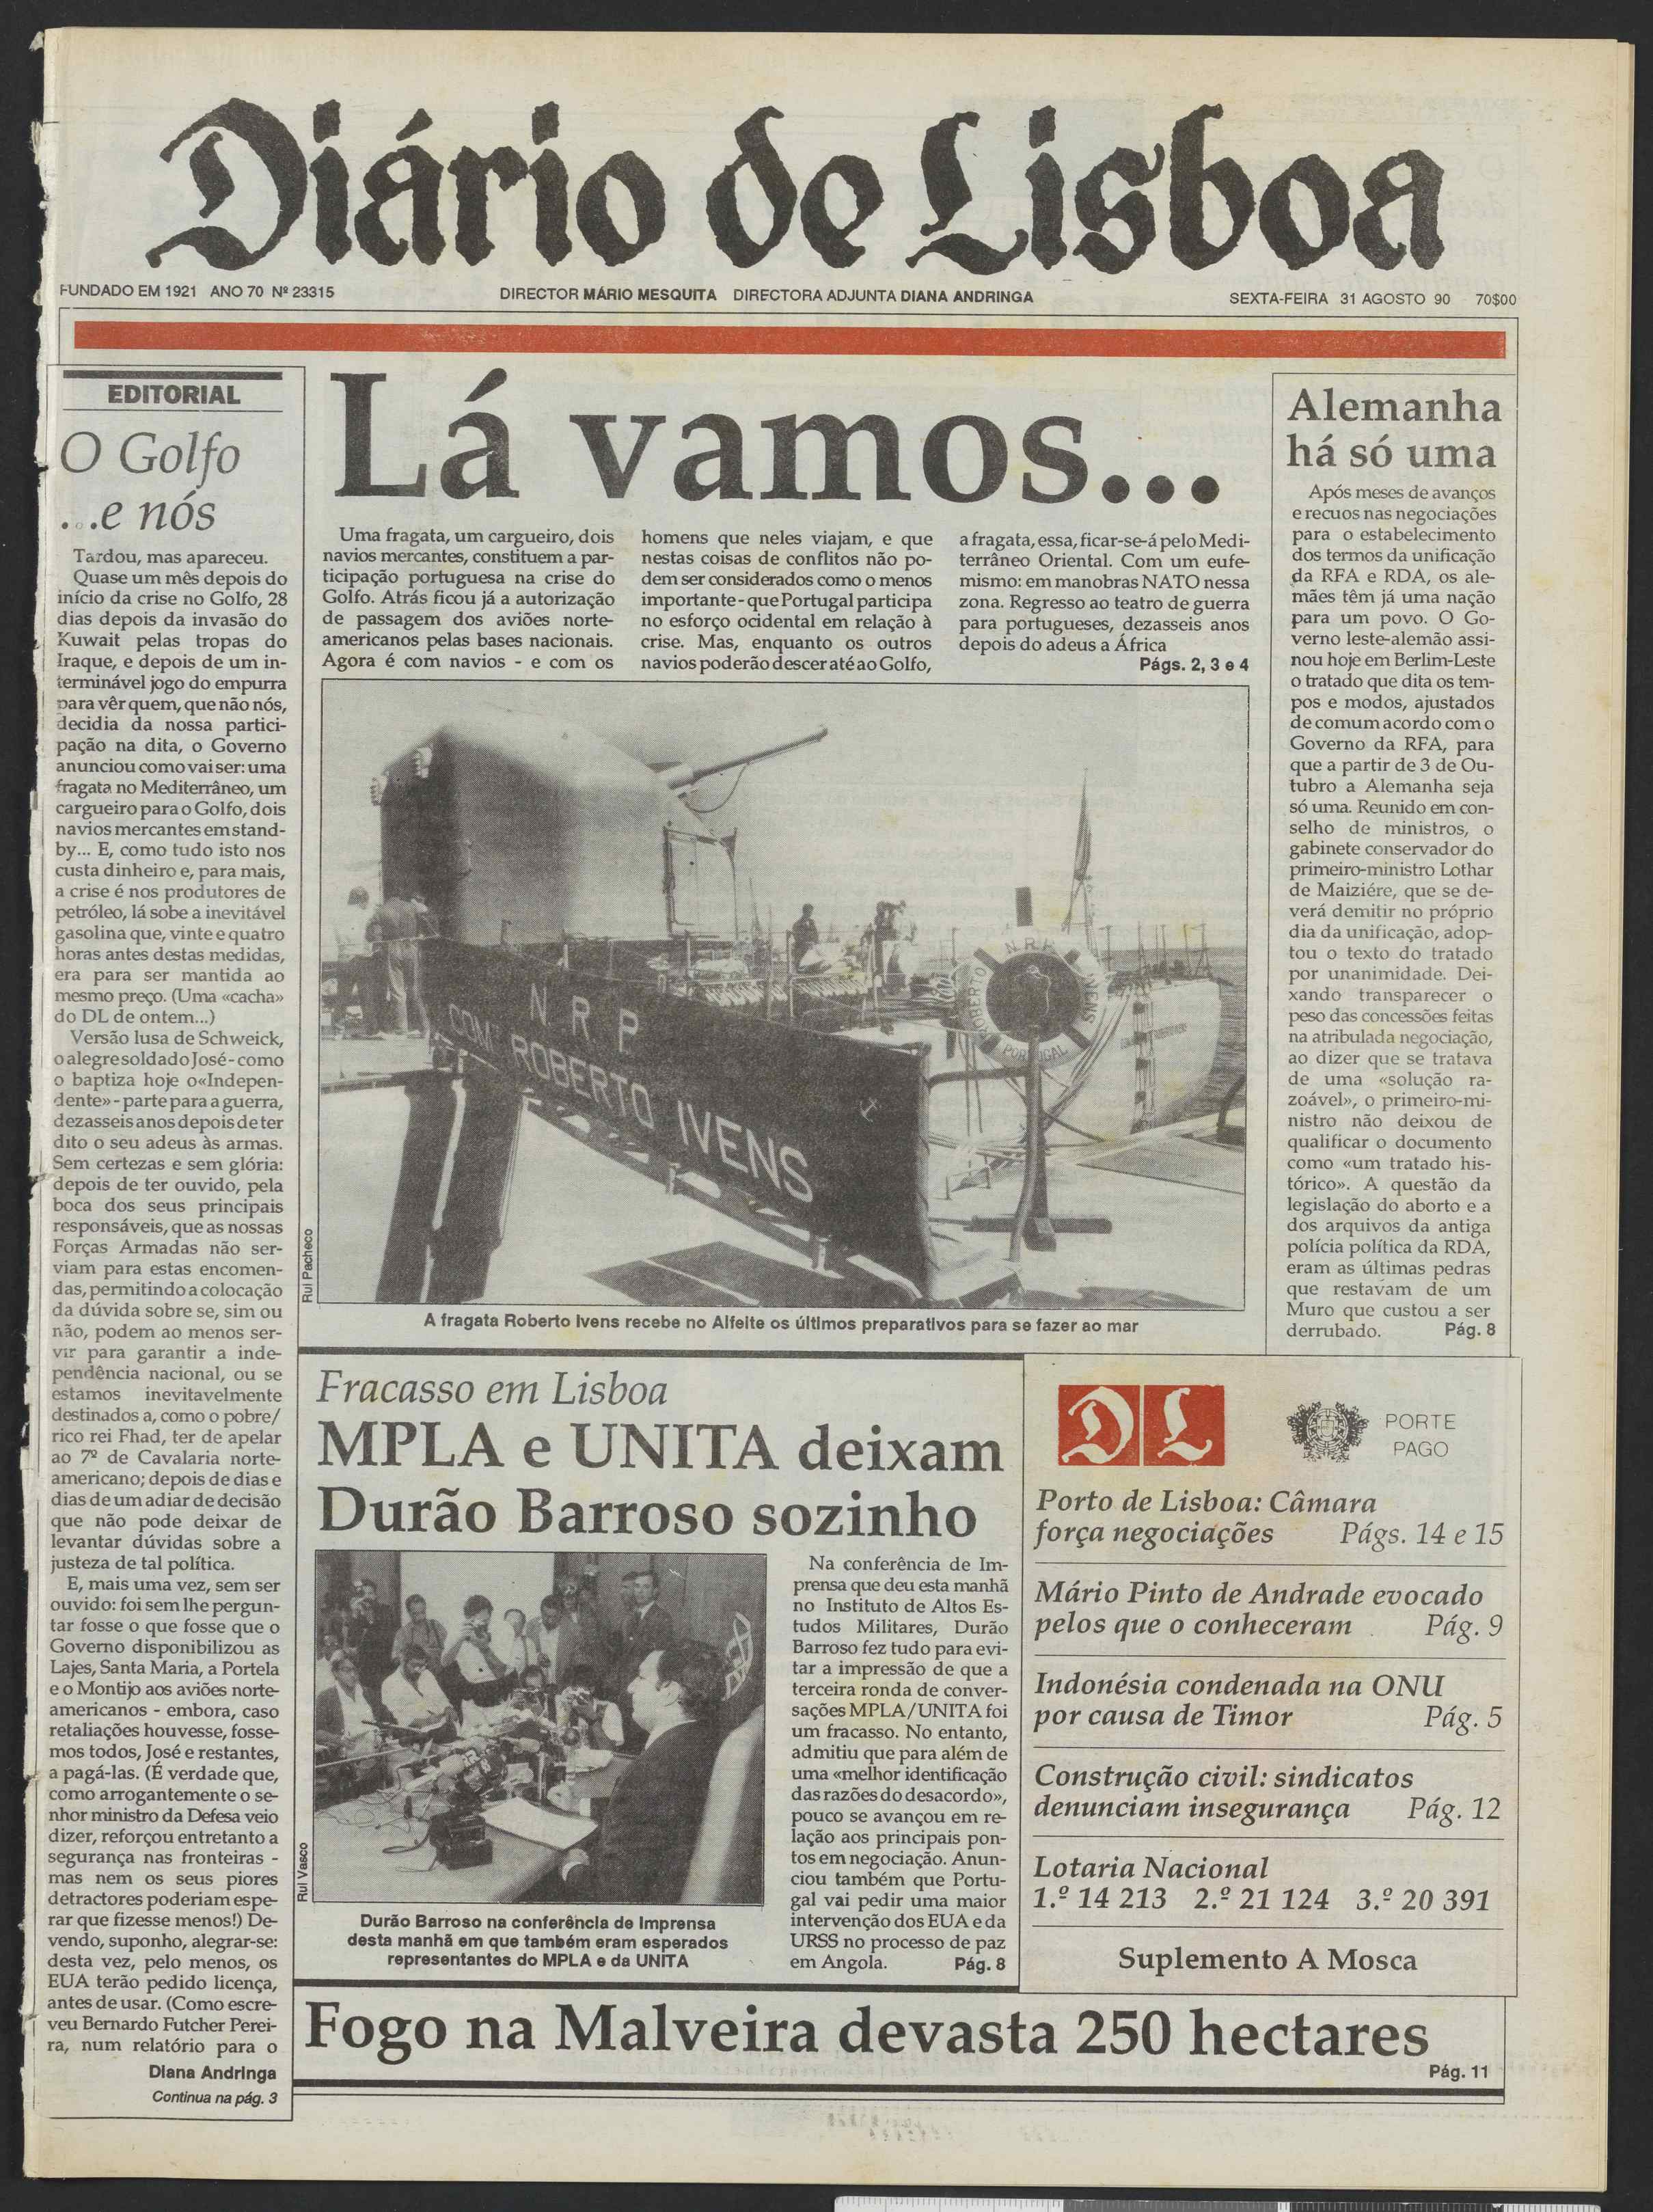 Diário de Lisboa
FUNDADO EM 1921 ANO 70 Nº 23315
DIRECTOR MÁRIO MESQUITA DIRECTORA ADJUNTA DIANA ANDRINGA
SEXTA-FEIRA 31 AGOSTO 90 70$00
EDITORIAL
O Golfo
...e nós
Tardou, mas apareceu.
Quase um mês depois do
início da crise no Golfo, 28
dias depois da invasão do
Kuwait pelas tropas do
Iraque, e depois de um in-
terminável jogo do empurra
para vêr quem, que não nós,
decidia da nossa partici-
pação na dita, o Governo
anunciou como vai ser: uma
fragata no Mediterrâneo, um
cargueiro para o Golfo, dois
navios mercantes em stand-
by... E, como tudo isto nos
custa dinheiro e, para mais,
a crise é nos produtores de
petróleo, lá sobe a inevitável
gasolina que, vinte e quatro
horas antes destas medidas,
era para ser mantida ao
mesmo preço. (Uma «cacha»
do DL de ontem...)
Versão lusa de Schweick,
o alegre soldado José - como
o baptiza hoje o «Indepen-
dente» - parte para a guerra,
dezasseis anos depois de ter
dito o seu adeus às armas.
Sem certezas e sem glória:
depois de ter ouvido, pela
boca dos seus principais
responsáveis, que as nossas
Forças Armadas não ser-
viam para estas encomen-
das, permitindo a colocação
da dúvida sobre se, sim ou
não, podem ao menos ser-
vir para garantir a inde-
pendência nacional, ou se
estamos inevitavelmente
destinados a, como o pobre/
rico rei Fhad, ter de apelar
ao 7º de Cavalaria norte-
americano; depois de dias e
dias de um adiar de decisão
que não pode deixar de
levantar dúvidas sobre a
justeza de tal política.
E, mais uma vez, sem ser
ouvido: foi sem lhe pergun-
tar fosse o que fosse que o
Governo disponibilizou as
Lajes, Santa Maria, a Portela
e o Montijo aos aviões norte-
americanos - embora, caso
retaliações houvesse, fosse-
mos todos, José e restantes,
a pagá-las. (É verdade que,
como arrogantemente o se-
nhor ministro da Defesa veio
dizer, reforçou entretanto a
segurança nas fronteiras -
mas nem os seus piores
detractores poderiam espe-
rar que fizesse menos!) De-
vendo, suponho, alegrar-se:
desta vez, pelo menos, os
EUA terão pedido licença,
antes de usar. (Como escre-
veu Bernardo Futcher Perei-
ra, num relatório para o
Diana Andringa
Continua na pág. 3
Lá vamos...
Uma fragata, um cargueiro, dois
navios mercantes, constituem a par-
ticipação portuguesa na crise do
Golfo. Atrás ficou já a autorização
de passagem dos aviões norte-
americanos pelas bases nacionais.
Agora é com navios - e com os
homens que neles viajam, e que
nestas coisas de conflitos não po-
dem ser considerados como o menos
importante - que Portugal participa
no esforço ocidental em relação à
crise. Mas, enquanto os outros
navios poderão descer até ao Golfo,
a fragata, essa, ficar-se-á pelo Medi-
terrâneo Oriental. Com um eufe-
mismo: em manobras NATO nessa
zona. Regresso ao teatro de guerra
para portugueses, dezasseis anos
depois do adeus a África
Págs. 2, 3 e 4
N R P
COM ROBERTO IVENS
N R P
ROBERTO IVENS
PORTUGAL
Rui Pacheco
A fragata Roberto Ivens recebe no Alfeite os últimos preparativos para se fazer ao mar
Alemanha
há só uma
Após meses de avanços
e recuos nas negociações
para o estabelecimento
dos termos da unificação
da RFA e RDA, os ale-
mães têm já uma nação
para um povo. O Go-
verno leste-alemão assi-
nou hoje em Berlim-Leste
o tratado que dita os tem-
pos e modos, ajustados
de comum acordo com o
Governo da RFA, para
que a partir de 3 de Ou-
tubro a Alemanha seja
só uma. Reunido em con-
selho de ministros, o
gabinete conservador do
primeiro-ministro Lothar
de Maiziére, que se de-
verá demitir no próprio
dia da unificação, adop-
tou o texto do tratado
por unanimidade. Dei-
xando transparecer o
peso das concessões feitas
na atribulada negociação,
ao dizer que se tratava
de uma «solução ra-
zoável», o primeiro-mi-
nistro não deixou de
qualificar o documento
como «um tratado his-
tórico». A questão da
legislação do aborto e a
dos arquivos da antiga
polícia política da RDA,
eram as últimas pedras
que restavam de um
Muro que custou a ser
derrubado. Pág. 8
Fracasso em Lisboa
MPLA e UNITA deixam
Durão Barroso sozinho
Rui Vasco
Durão Barroso na conferência de Imprensa
desta manhã em que também eram esperados
representantes do MPLA e da UNITA
Na conferência de Im-
prensa que deu esta manhã
no Instituto de Altos Es-
tudos Militares, Durão
Barroso fez tudo para evi-
tar a impressão de que a
terceira ronda de conver-
sações MPLA/UNITA foi
um fracasso. No entanto,
admitiu que para além de
uma «melhor identificação
das razões do desacordo»,
pouco se avançou em re-
lação aos principais pon-
tos em negociação. Anun-
ciou também que Portu-
gal vai pedir uma maior
intervenção dos EUA e da
URSS no processo de paz
em Angola. Pág. 8
DL
PORTE
PAGO
Porto de Lisboa: Câmara
força negociações Págs. 14 e 15
Mário Pinto de Andrade evocado
pelos que o conheceram Pág. 9
Indonésia condenada na ONU
por causa de Timor Pág. 5
Construção civil: sindicatos
denunciam insegurança Pág. 12
Lotaria Nacional
1.º 14 213 2.º 21 124 3.º 20 391
Suplemento A Mosca
Fogo na Malveira devasta 250 hectares
Pág. 11